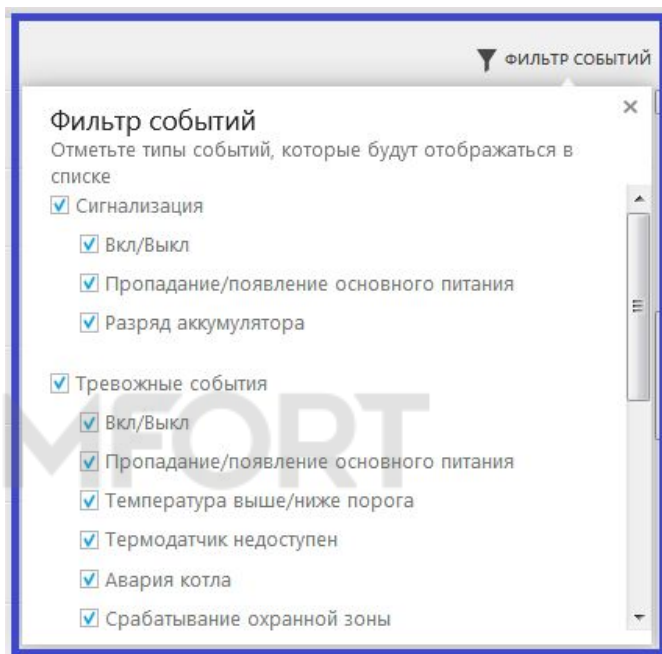 ФИЛЬТР СОБЫТИЙ
Фильтр событий
Отметьте типы событий, которые будут отображаться в
списке
Сигнализация
Вкл/Выкл
Пропадание/появление основного питания
Разряд аккумулятора
Тревожные события
MFORT
Вкл/Выкл
Пропадание/появление основного питания
Температура выше/ниже порога
Термодатчик недоступен
Авария котла
Срабатывание охранной зоны